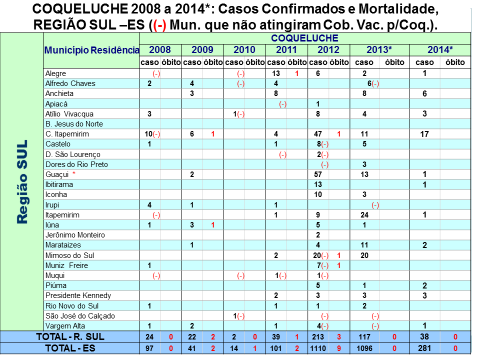 COQUELUCHE 2008 a 2014*: Casos Confirmados e Mortalidade,
REGIÃO SUL –ES ((-) Mun. que não atingiram Cob. Vac. p/Coq.).
COQUELUCHE
Município Residência 2008 2009 2010 2011 2012 2013* 2014*
caso óbito caso óbito caso óbito caso óbito caso óbito caso óbito caso óbito
Região SUL
Alegre (-) (-) 13 1 6 2 1
Alfredo Chaves 2 4 (-) 4 6(-)
Anchieta 3 8 8 6
Apiacá (-) 1
Atílio Vivacqua 3 1(-) 8 4 3
B. Jesus do Norte
C. Itapemirim 10(-) 6 1 4 47 1 11 17
Castelo 1 1 8(-) 5
D. São Lourenço (-) 2(-)
Dores do Rio Preto (-) 3
Guaçui * 2 57 13 1
Ibitirama 13 1
Iconha 10 3
Irupi 4 1 1 (-)
Itapemirim (-) 1 9 24 1
Iúna 1 3 1 2 5 1
Jerônimo Monteiro 2
Marataizes 1 4 11 2
Mimoso do Sul 2 20(-) 1 20
Muniz Freire 1 7(-) 1
Muqui (-) (-) 1(-) 1(-)
Piúma 5 1 2
Presidente Kennedy 2 3 3 3
Rio Novo do Sul 1 1 1 2
São José do Calçado 1(-) (-) (-)
Vargem Alta 1 2 1 4(-) (-)
TOTAL - R. SUL 24 0 22 2 2 0 39 1 213 3 117 0 38 0
TOTAL - ES 97 0 41 2 14 1 101 2 1110 9 1096 0 281 0